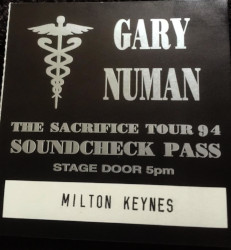 GARY
NUMAN
THE SACRIFICE TOUR 94
SOUNDCHECK PASS
STAGE DOOR 5pm
MILTON KEYNES